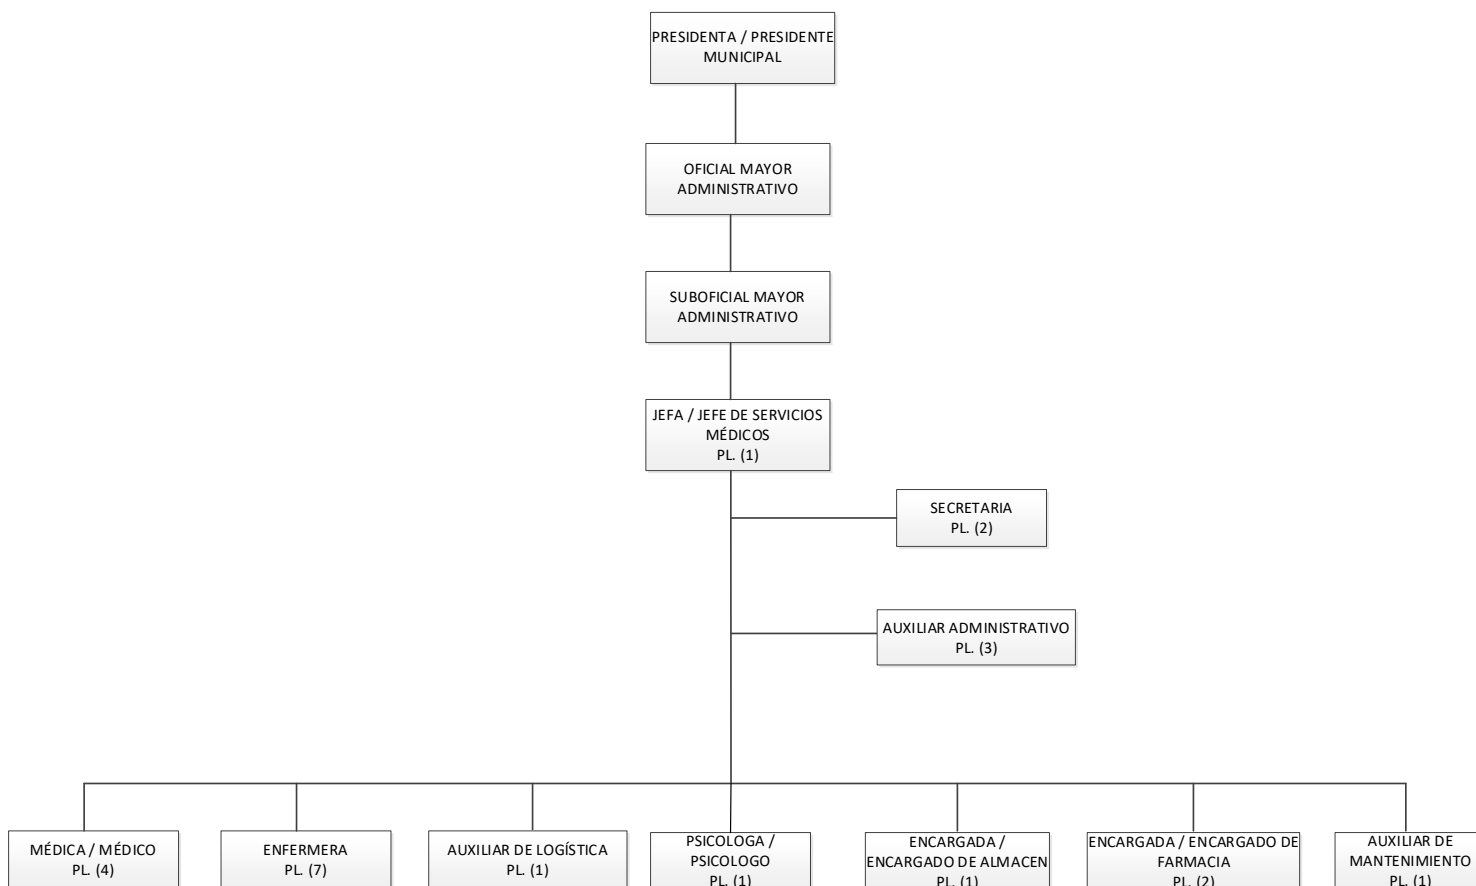 PRESIDENTA / PRESIDENTE
MUNICIPAL
OFICIAL MAYOR
ADMINISTRATIVO
SUBOFICIAL MAYOR
ADMINISTRATIVO
JEFA / JEFE DE SERVICIOS
MÉDICOS
PL. (1)
SECRETARIA
PL. (2)
AUXILIAR ADMINISTRATIVO
PL. (3)
MÉDICA / MÉDICO
PL. (4)
ENFERMERA
PL. (7)
AUXILIAR DE LOGÍSTICA
PL. (1)
PSICOLOGA /
PSICOLOGO
PL. (1)
ENCARGADA /
ENCARGADO DE ALMACEN
PL. (1)
ENCARGADA / ENCARGADO DE
FARMACIA
PL. (2)
AUXILIAR DE
MANTENIMIENTO
PL. (1)